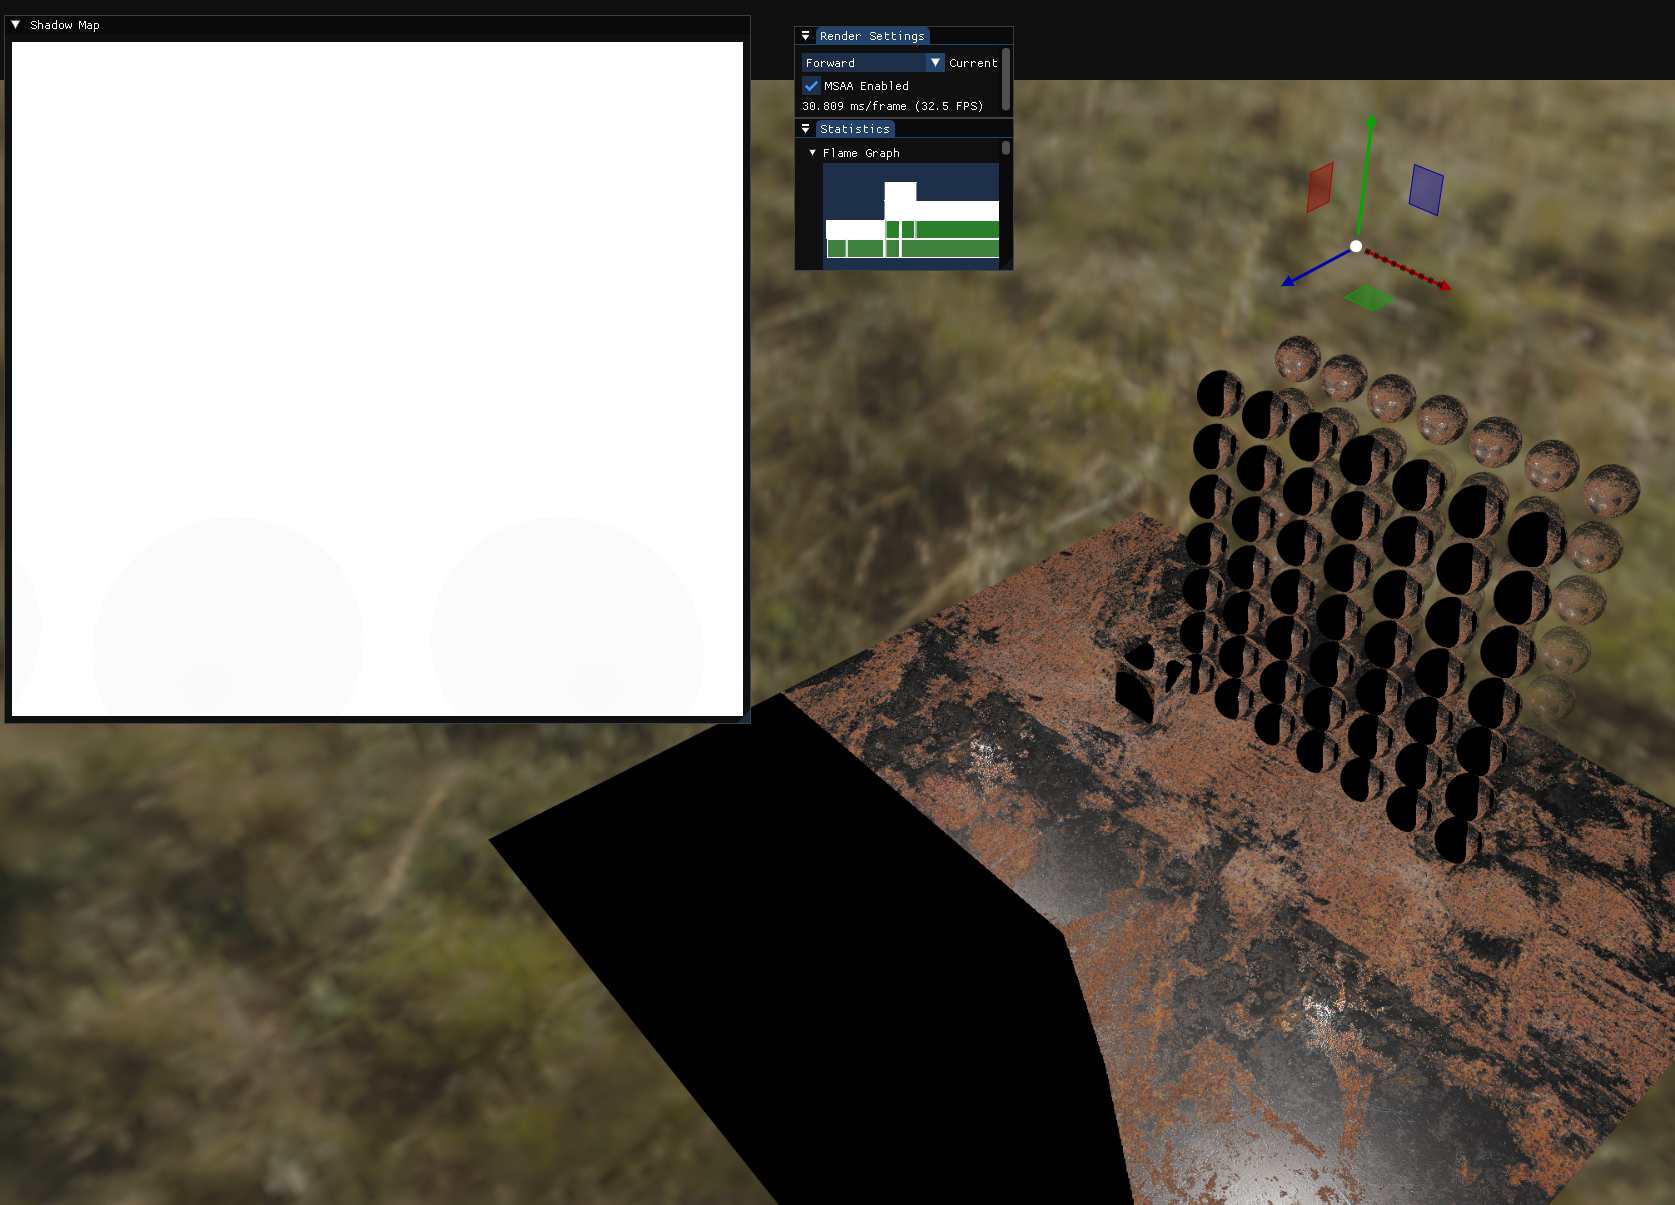 Shadow Map
Render Settings
Forward Current
MSAA Enabled
30.809 ms/frame (32.5 FPS)
Statistics
Flame Graph